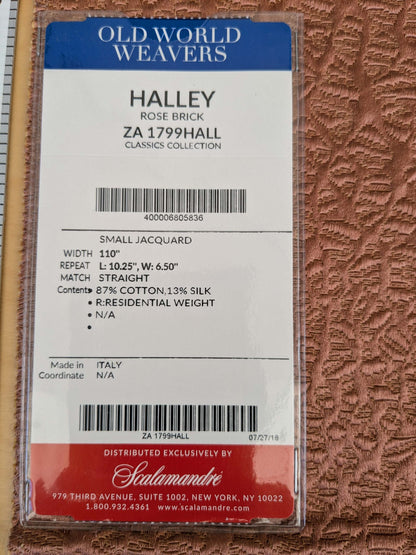 OLD WORLD
WEAVERS
HALLEY
ROSE BRICK
ZA 1799HALL
CLASSICS COLLECTION
400006805836
SMALL JACQUARD
WIDTH 110"
REPEAT L: 10.25", W: 6.50"
MATCH STRAIGHT
Contents 87% COTTON,13% SILK
• R:RESIDENTIAL WEIGHT
• N/A
•
Made in ITALY
Coordinate N/A
ZA 1799HALL 07/27/18
DISTRIBUTED EXCLUSIVELY BY
Scalamandré
979 THIRD AVENUE, SUITE 1002, NEW YORK, NY 10022
1.800.932.4361 www.scalamandre.com